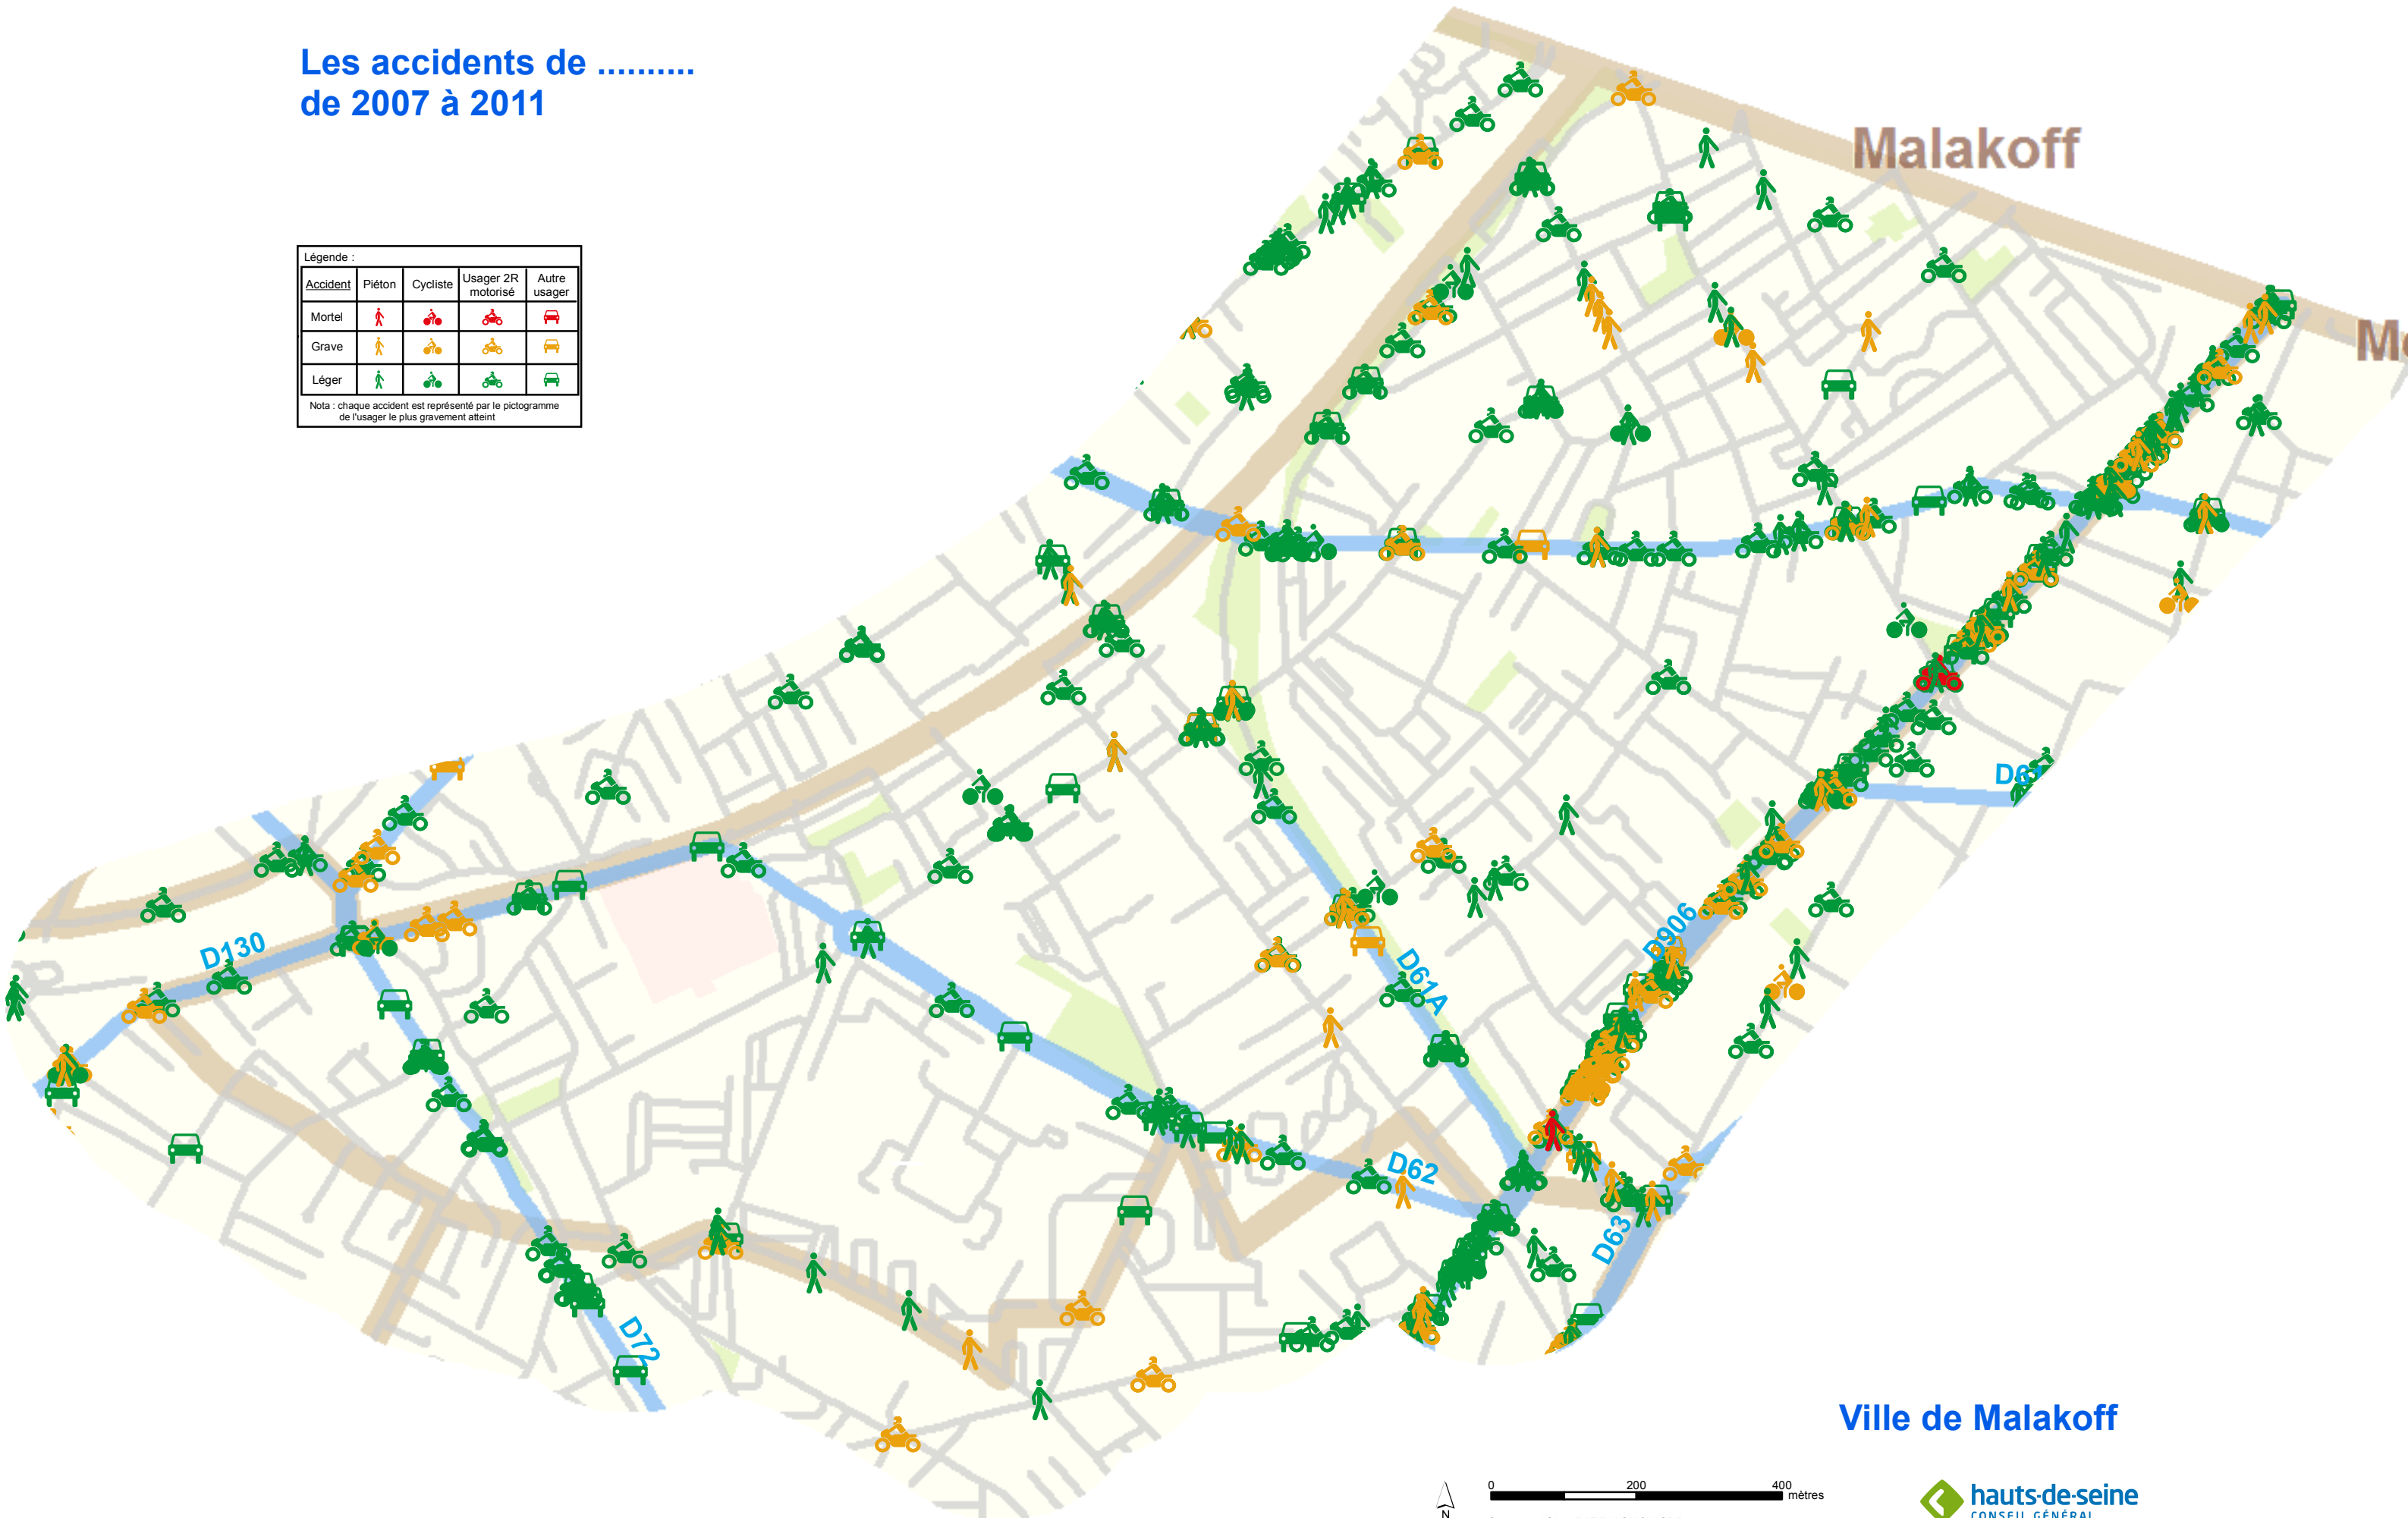 Les accidents de ..........
de 2007 à 2011
Malakoff
Légende :
Accident Piéton Cycliste Usager 2R motorisé Autre usager
Mortel
Grave
Léger
Nota : chaque accident est représenté par le pictogramme
de l'usager le plus gravement atteint
D130
D906
D61A
D62
D63
D72
Ville de Malakoff
0 200 400
mètres
N
hauts-de-seine
CONSEIL GÉNÉRAL